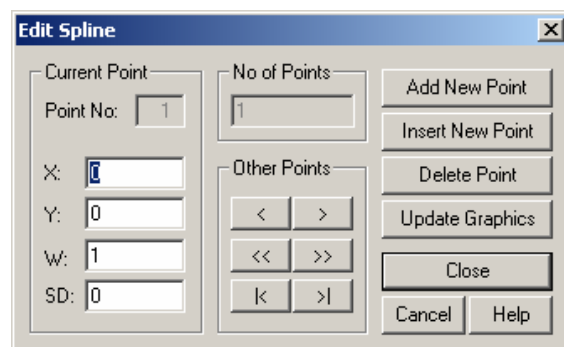 Edit Spline
Current Point
Point No: 1
X: 0
Y: 0
W: 1
SD: 0
No of Points
1
Other Points
< >
<< >>
|< >|
Add New Point
Insert New Point
Delete Point
Update Graphics
Close
Cancel Help